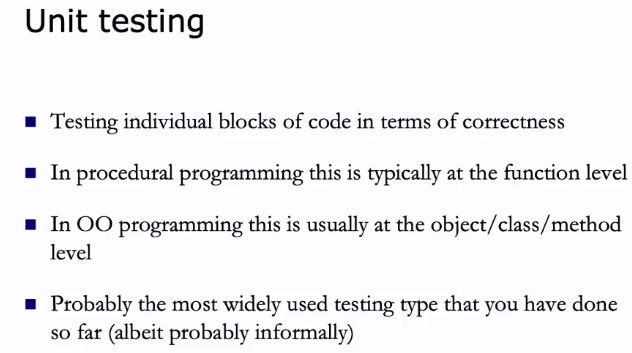 Unit testing
Testing individual blocks of code in terms of correctness
In procedural programming this is typically at the function level
In OO programming this is usually at the object/class/method
level
Probably the most widely used testing type that you have done
so far (albeit probably informally)